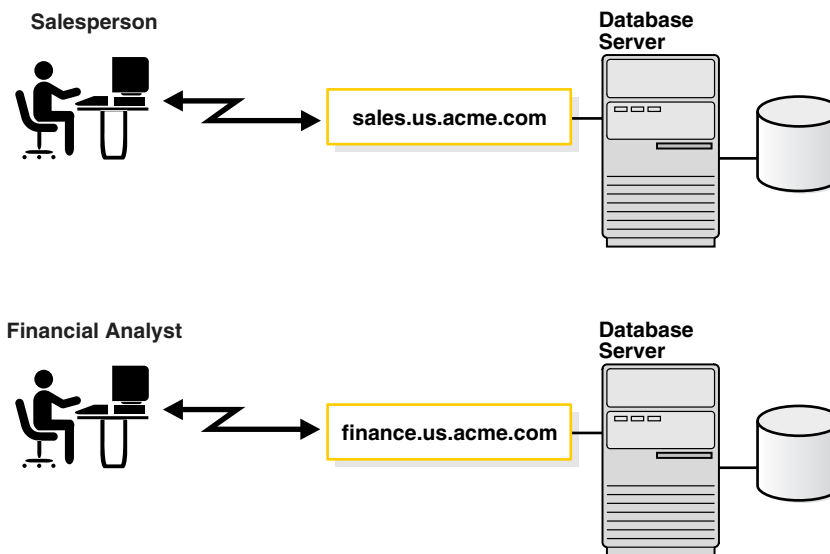 Salesperson
Database
Server
sales.us.acme.com
Financial Analyst
Database
Server
finance.us.acme.com